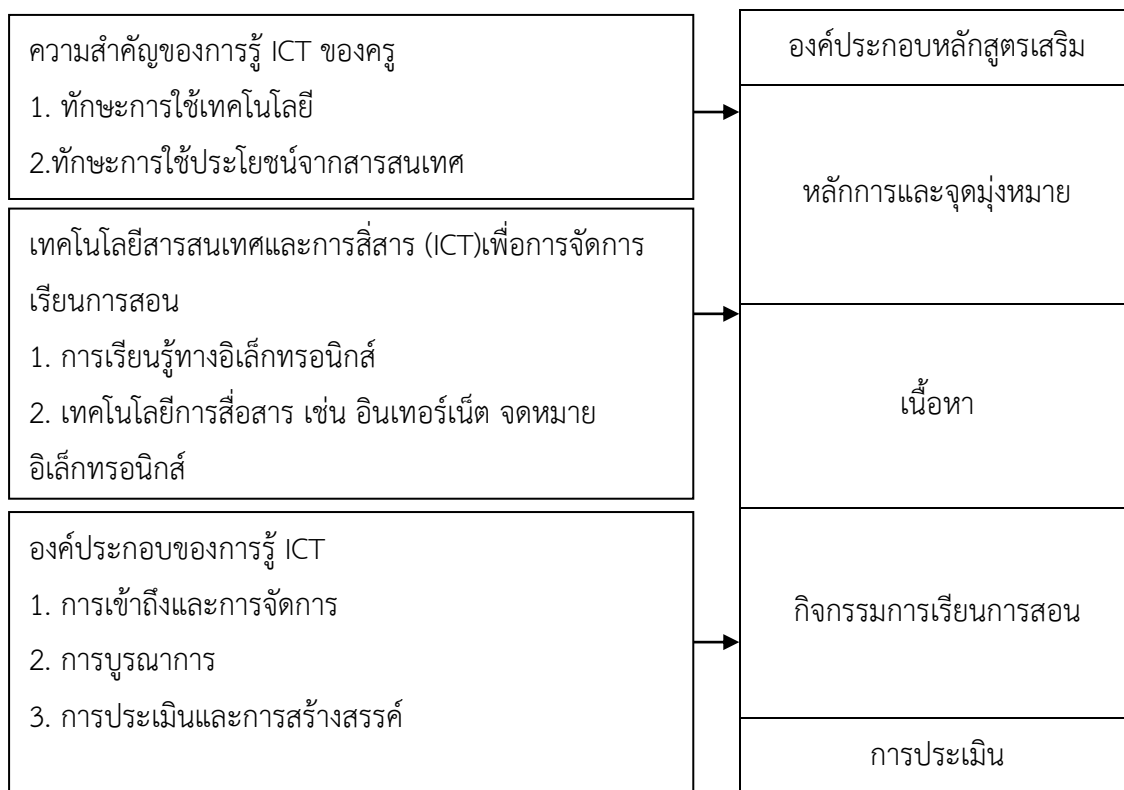 ความสำคัญของการรู้ ICT ของครู
1. ทักษะการใช้เทคโนโลยี
2.ทักษะการใช้ประโยชน์จากสารสนเทศ
เทคโนโลยีสารสนเทศและการสิ่สาร (ICT)เพื่อการจัดการ
เรียนการสอน
1. การเรียนรู้ทางอิเล็กทรอนิกส์
2. เทคโนโลยีการสื่อสาร เช่น อินเทอร์เน็ต จดหมาย
อิเล็กทรอนิกส์
องค์ประกอบของการรู้ ICT
1. การเข้าถึงและการจัดการ
2. การบูรณาการ
3. การประเมินและการสร้างสรรค์
องค์ประกอบหลักสูตรเสริม
หลักการและจุดมุ่งหมาย
เนื้อหา
กิจกรรมการเรียนการสอน
การประเมิน